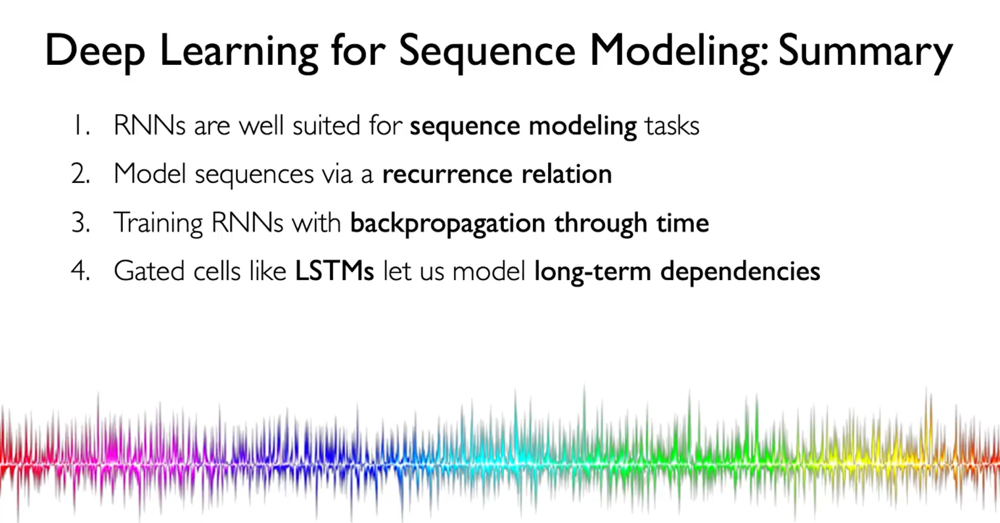 Deep Learning for Sequence Modeling: Summary
1. RNNs are well suited for sequence modeling tasks
2. Model sequences via a recurrence relation
3. Training RNNs with backpropagation through time
4. Gated cells like LSTMs let us model long-term dependencies